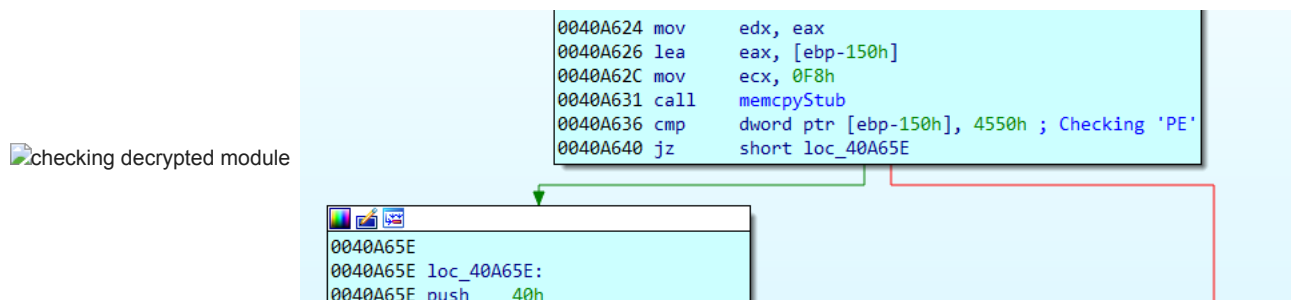 0040A624 mov edx, eax
0040A626 lea eax, [ebp-150h]
0040A62C mov ecx, 0F8h
0040A631 call memcpyStub
0040A636 cmp dword ptr [ebp-150h], 4550h ; Checking 'PE'
0040A640 jz short loc_40A65E
checking decrypted module
0040A65E
0040A65E loc_40A65E:
0040A65E push 40h